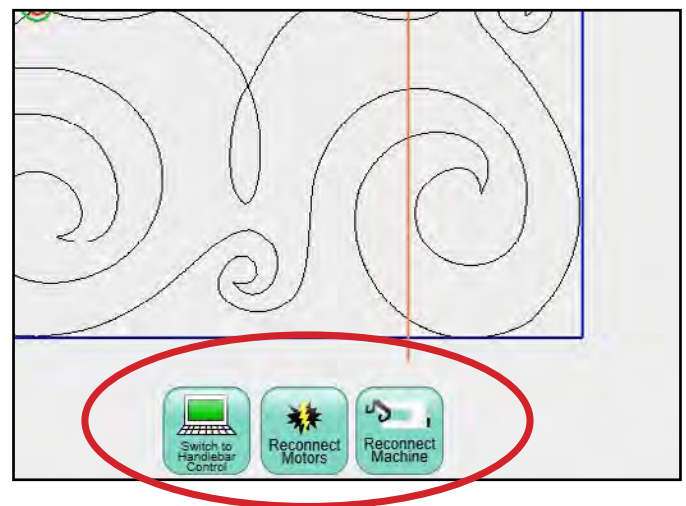 Switch to
Handlebar
Control
Reconnect
Motors
Reconnect
Machine